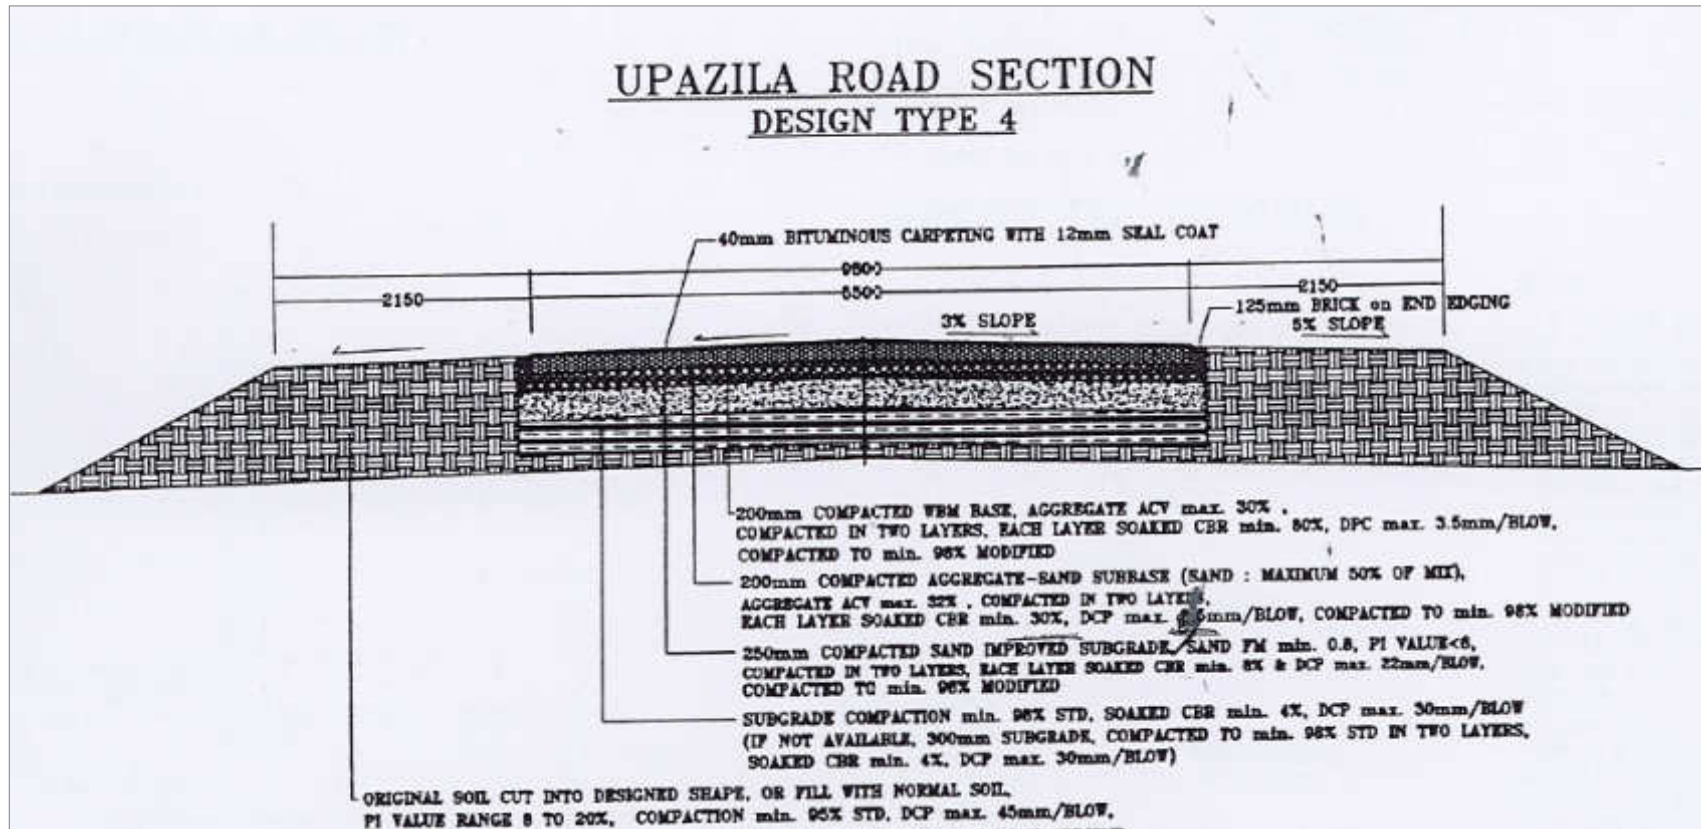 UPAZILA ROAD SECTION
DESIGN TYPE 4
40mm BITUMINOUS CARPETING WITH 12mm SEAL COAT
2150
2150
125mm BRICK on END EDGING
3% SLOPE
5% SLOPE
200mm COMPACTED WBM BASE, AGGREGATE ACV max. 30% ,
COMPACTED IN TWO LAYERS, EACH LAYER SOAKED CBR min. 80%, DPC max. 3.5mm/BLOW,
COMPACTED TO min. 98% MODIFIED
200mm COMPACTED AGGREGATE-SAND SUBBASE (SAND : MAXIMUM 50% OF MIX),
AGGREGATE ACV max. 32% , COMPACTED IN TWO LAYERS,
EACH LAYER SOAKED CBR min. 30%, DCP max. mm/BLOW, COMPACTED TO min. 98% MODIFIED
250mm COMPACTED SAND IMPROVED SUBGRADE, SAND FM min. 0.8, PI VALUE<6,
COMPACTED IN TWO LAYERS, EACH LAYER SOAKED CBR min. 8% & DCP max. 22mm/BLOW,
COMPACTED TO min. 98% MODIFIED
SUBGRADE COMPACTION min. 98% STD, SOAKED CBR min. 4%, DCP max. 30mm/BLOW
(IF NOT AVAILABLE, 300mm SUBGRADE, COMPACTED TO min. 98% STD IN TWO LAYERS,
SOAKED CBR min. 4%, DCP max. 30mm/BLOW)
ORIGINAL SOIL CUT INTO DESIGNED SHAPE, OR FILL WITH NORMAL SOIL,
PI VALUE RANGE 8 TO 20%, COMPACTION min. 95% STD, DCP max. 45mm/BLOW,